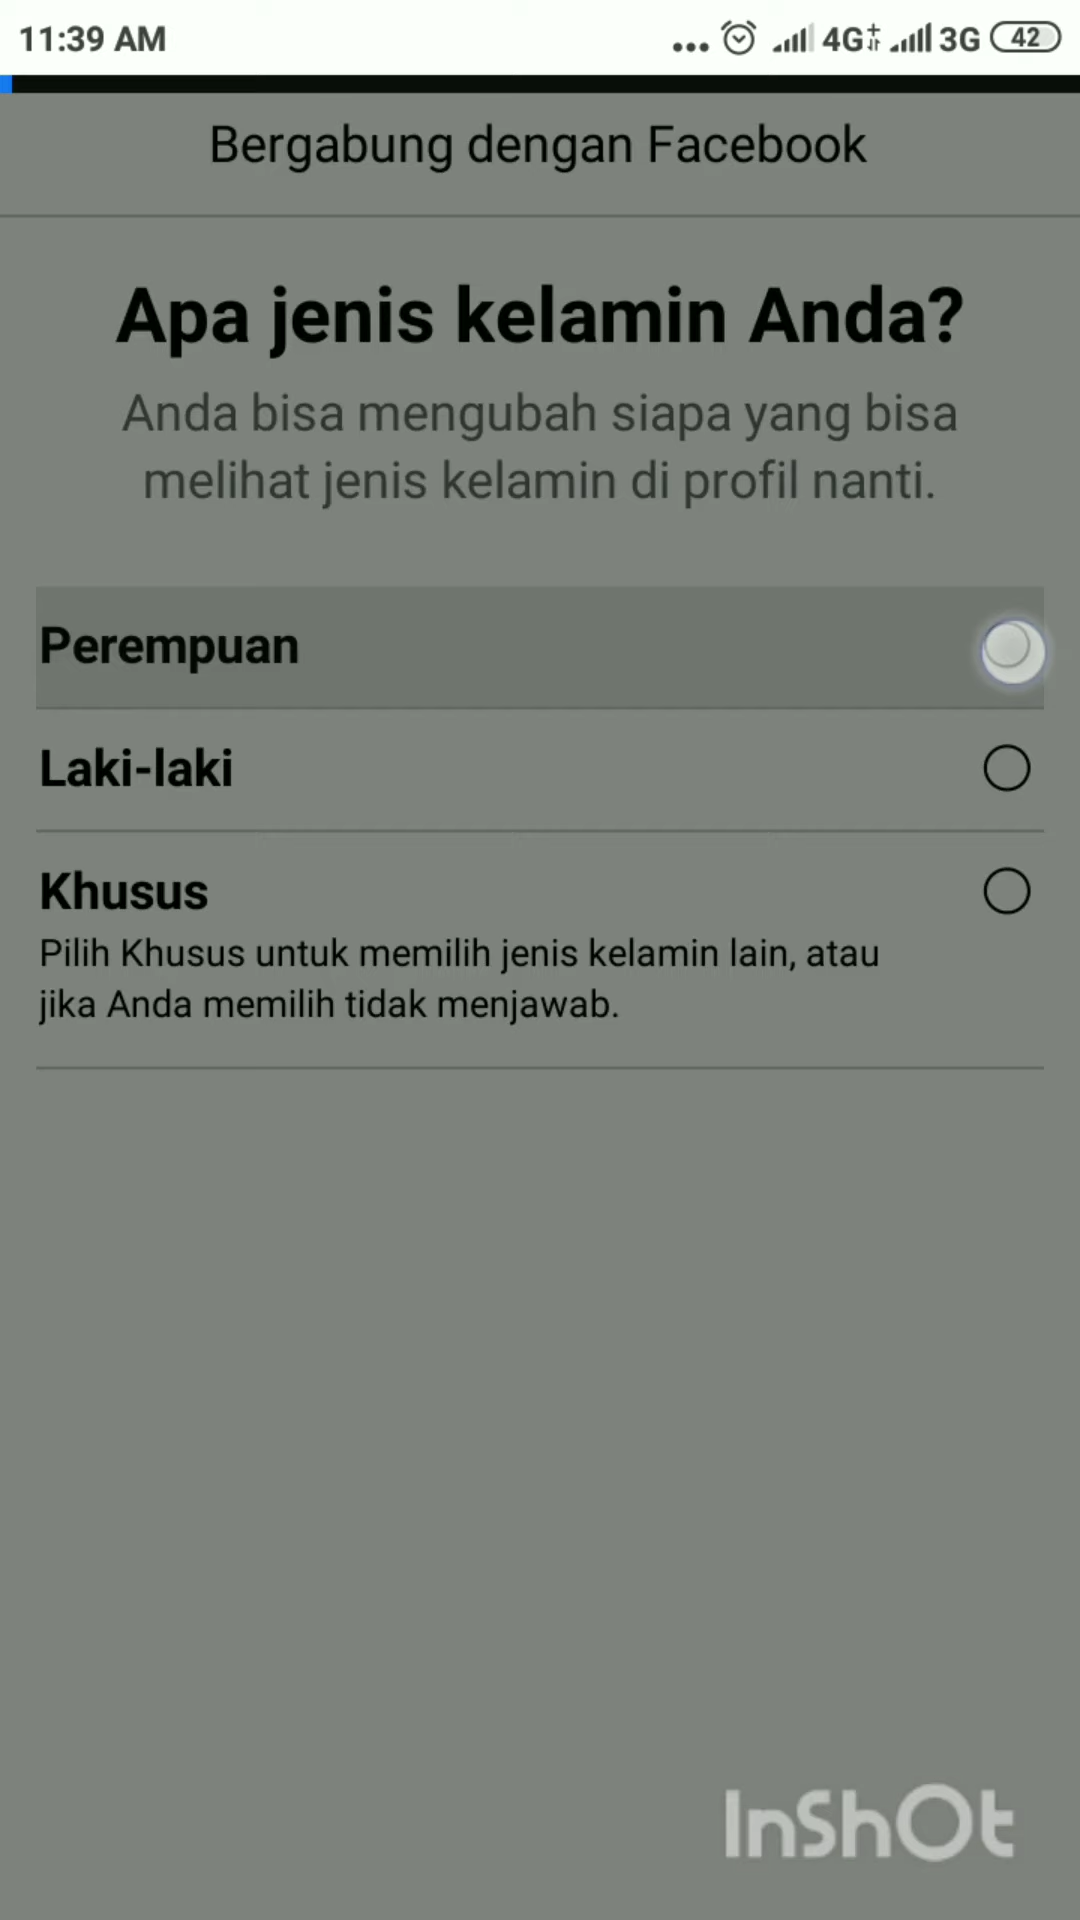 11:39 AM
4G 3G 42
Bergabung dengan Facebook
Apa jenis kelamin Anda?
Anda bisa mengubah siapa yang bisa
melihat jenis kelamin di profil nanti.
Perempuan
Laki-laki
Khusus
Pilih Khusus untuk memilih jenis kelamin lain, atau
jika Anda memilih tidak menjawab.
InShOt